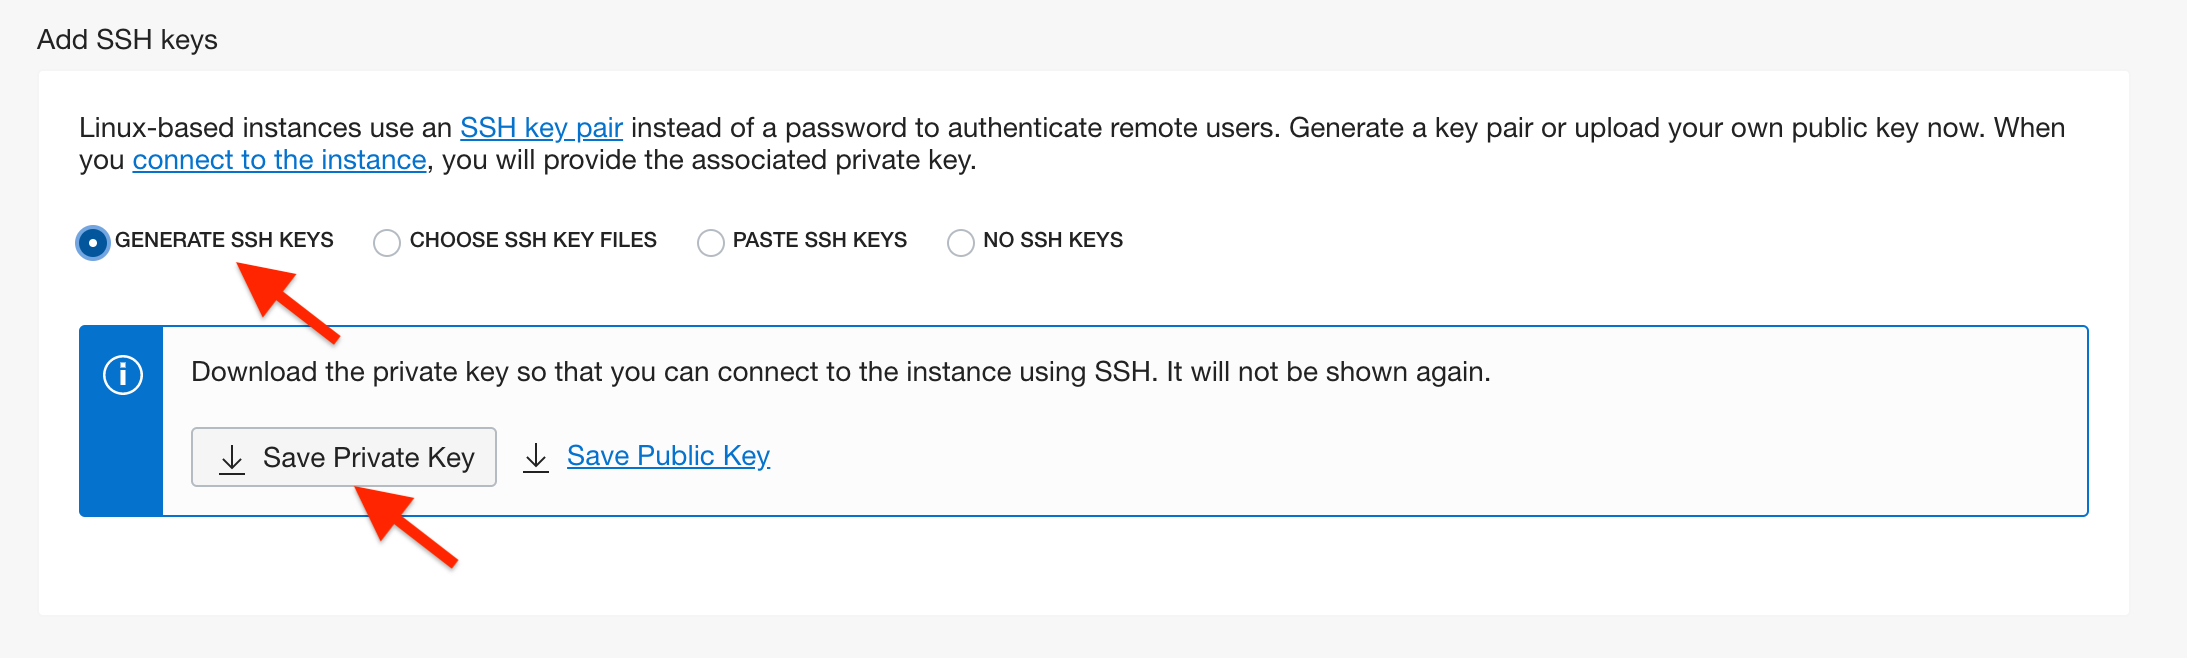 Add SSH keys
Linux-based instances use an SSH key pair instead of a password to authenticate remote users. Generate a key pair or upload your own public key now. When
you connect to the instance, you will provide the associated private key.
GENERATE SSH KEYS CHOOSE SSH KEY FILES PASTE SSH KEYS NO SSH KEYS
Download the private key so that you can connect to the instance using SSH. It will not be shown again.
Save Private Key Save Public Key